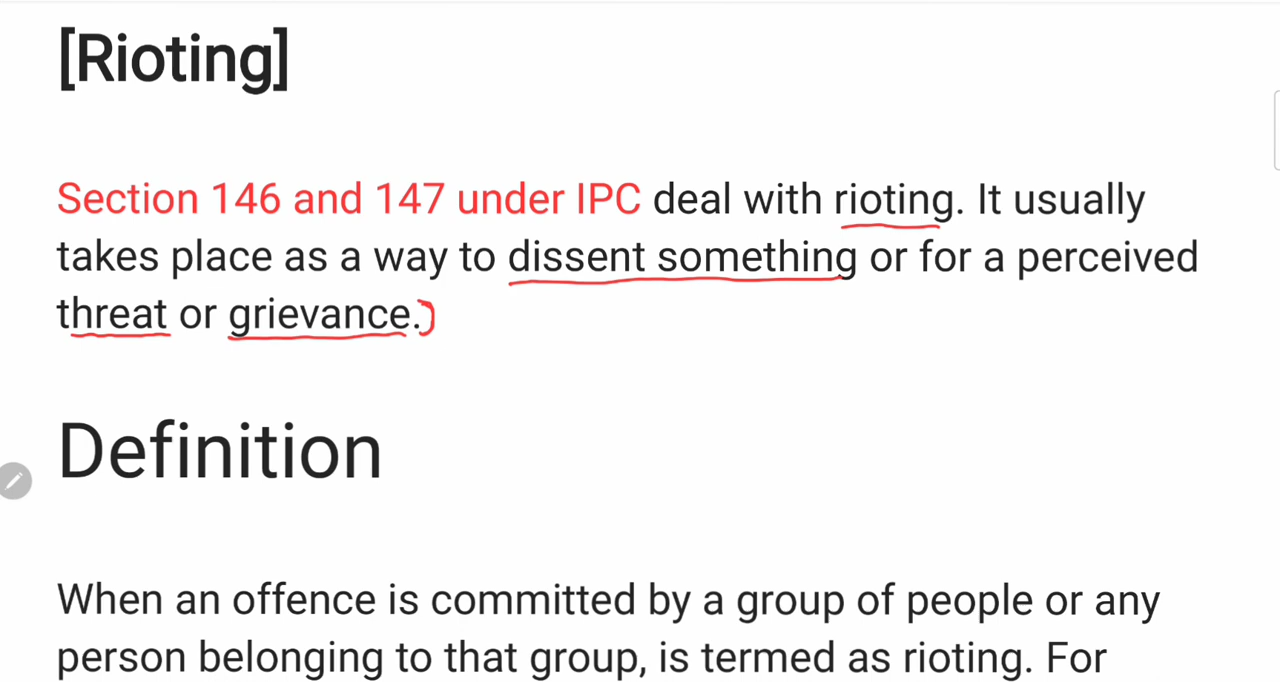 [Rioting]
Section 146 and 147 under IPC deal with rioting. It usually
takes place as a way to dissent something or for a perceived
threat or grievance.
Definition
When an offence is committed by a group of people or any
person belonging to that group, is termed as rioting. For